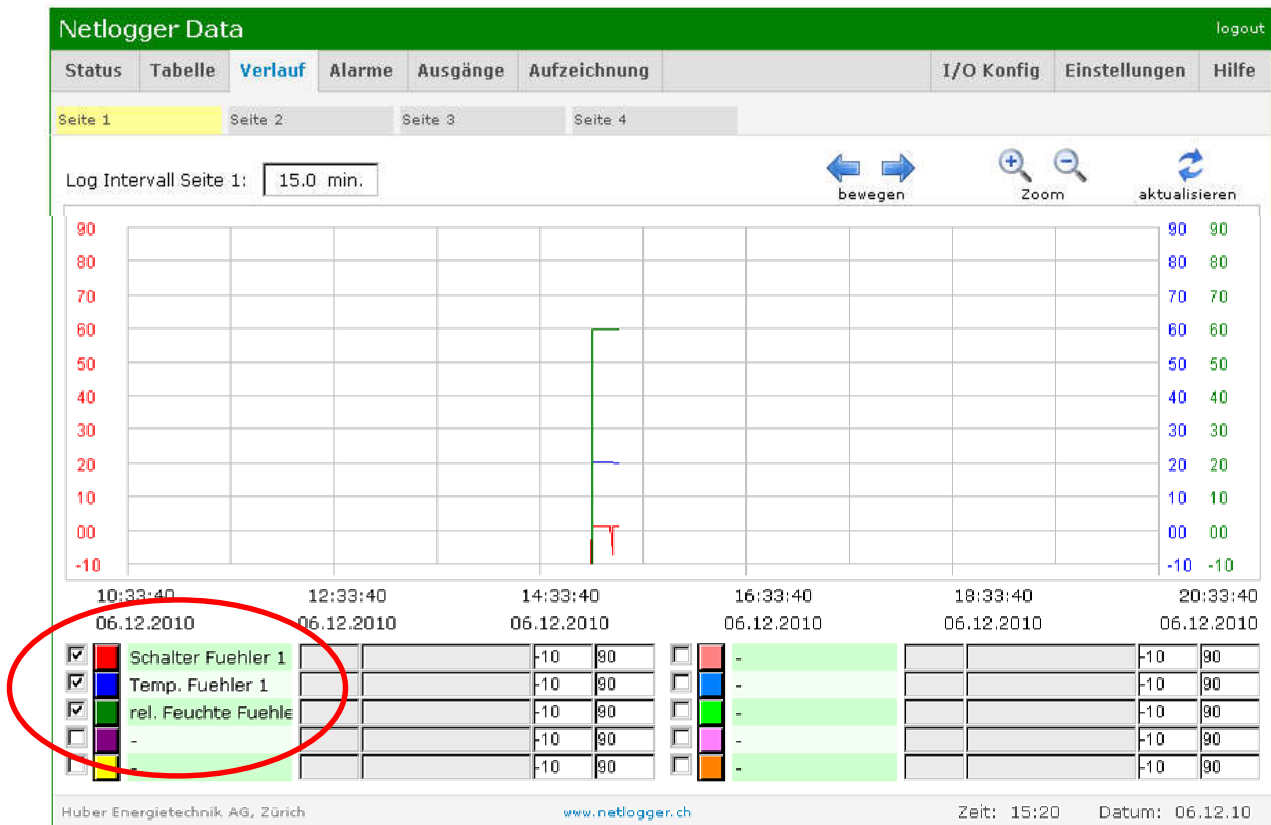 Netlogger Data logout
Status Tabelle Verlauf Alarme Ausgänge Aufzeichnung I/O Konfig Einstellungen Hilfe
Seite 1 Seite 2 Seite 3 Seite 4
Log Intervall Seite 1: 15.0 min.
bewegen Zoom aktualisieren
90 90 90
80 80 80
70 70 70
60 60 60
50 50 50
40 40 40
30 30 30
20 20 20
10 10 10
00 00 00
-10 -10 -10
10:33:40 12:33:40 14:33:40 16:33:40 18:33:40 20:33:40
06.12.2010 06.12.2010 06.12.2010 06.12.2010 06.12.2010 06.12.2010
Schalter Fuehler 1 -10 90 - -10 90
Temp. Fuehler 1 -10 90 - -10 90
rel. Feuchte Fuehle -10 90 - -10 90
- -10 90 - -10 90
- -10 90 - -10 90
Huber Energietechnik AG, Zürich www.netlogger.ch Zeit: 15:20 Datum: 06.12.10